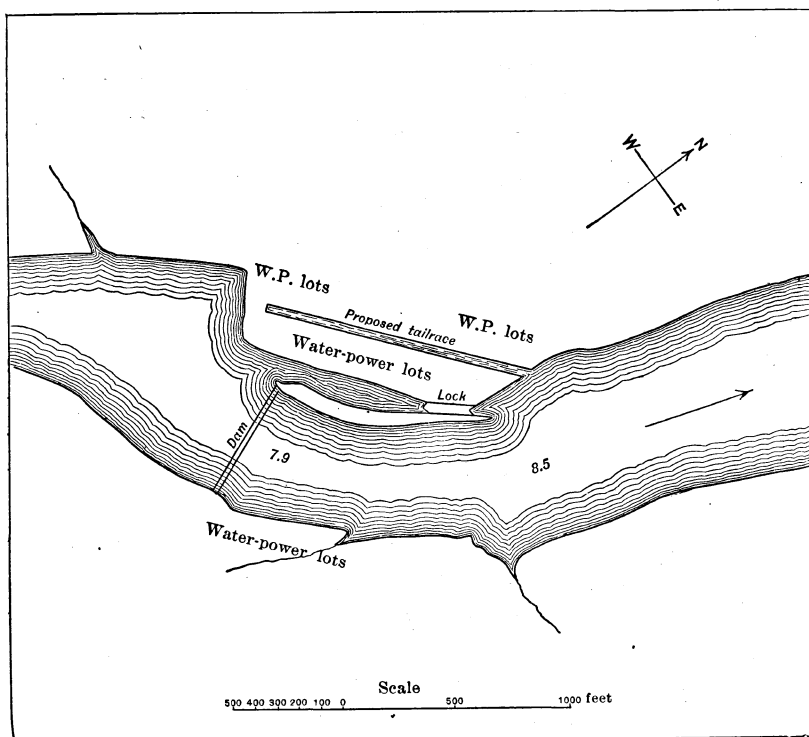 W
N
E
W.P. lots
Proposed tailrace
W.P. lots
Water-power lots
Lock
Dam
7.9
8.5
Water-power lots
Scale
500 400 300 200 100 0 500 1000 feet